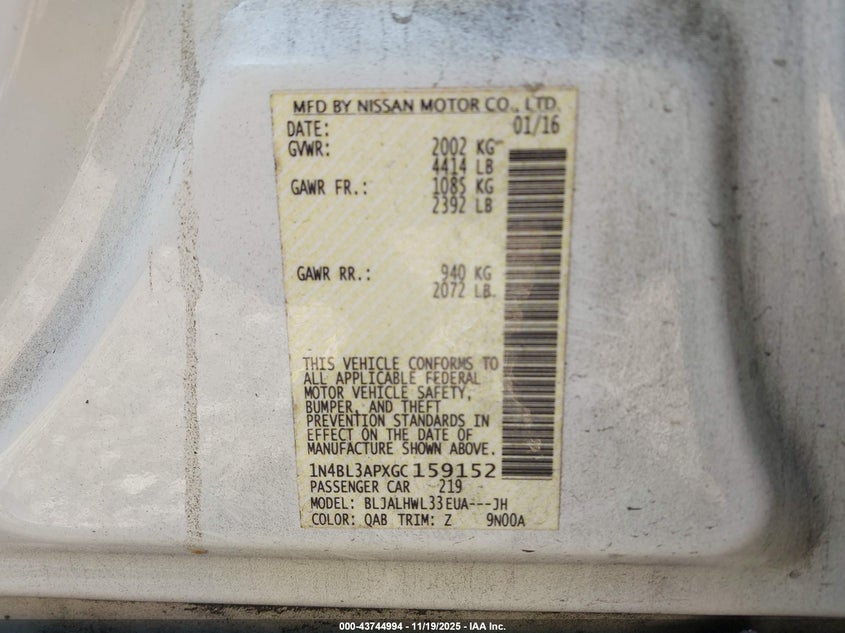 MFD BY NISSAN MOTOR CO., LTD.
DATE: 01/16
GVWR: 2002 KG
4414 LB
GAWR FR.: 1085 KG
2392 LB
GAWR RR.: 940 KG
2072 LB
THIS VEHICLE CONFORMS TO
ALL APPLICABLE FEDERAL
MOTOR VEHICLE SAFETY,
BUMPER, AND THEFT
PREVENTION STANDARDS IN
EFFECT ON THE DATE OF
MANUFACTURE SHOWN ABOVE.
1N4BL3APXGC159152
PASSENGER CAR 219
MODEL: BLJALHWL33EUA---JH
COLOR: QAB TRIM: Z 9N00A
000-43744994 - 11/19/2025 - IAA Inc.